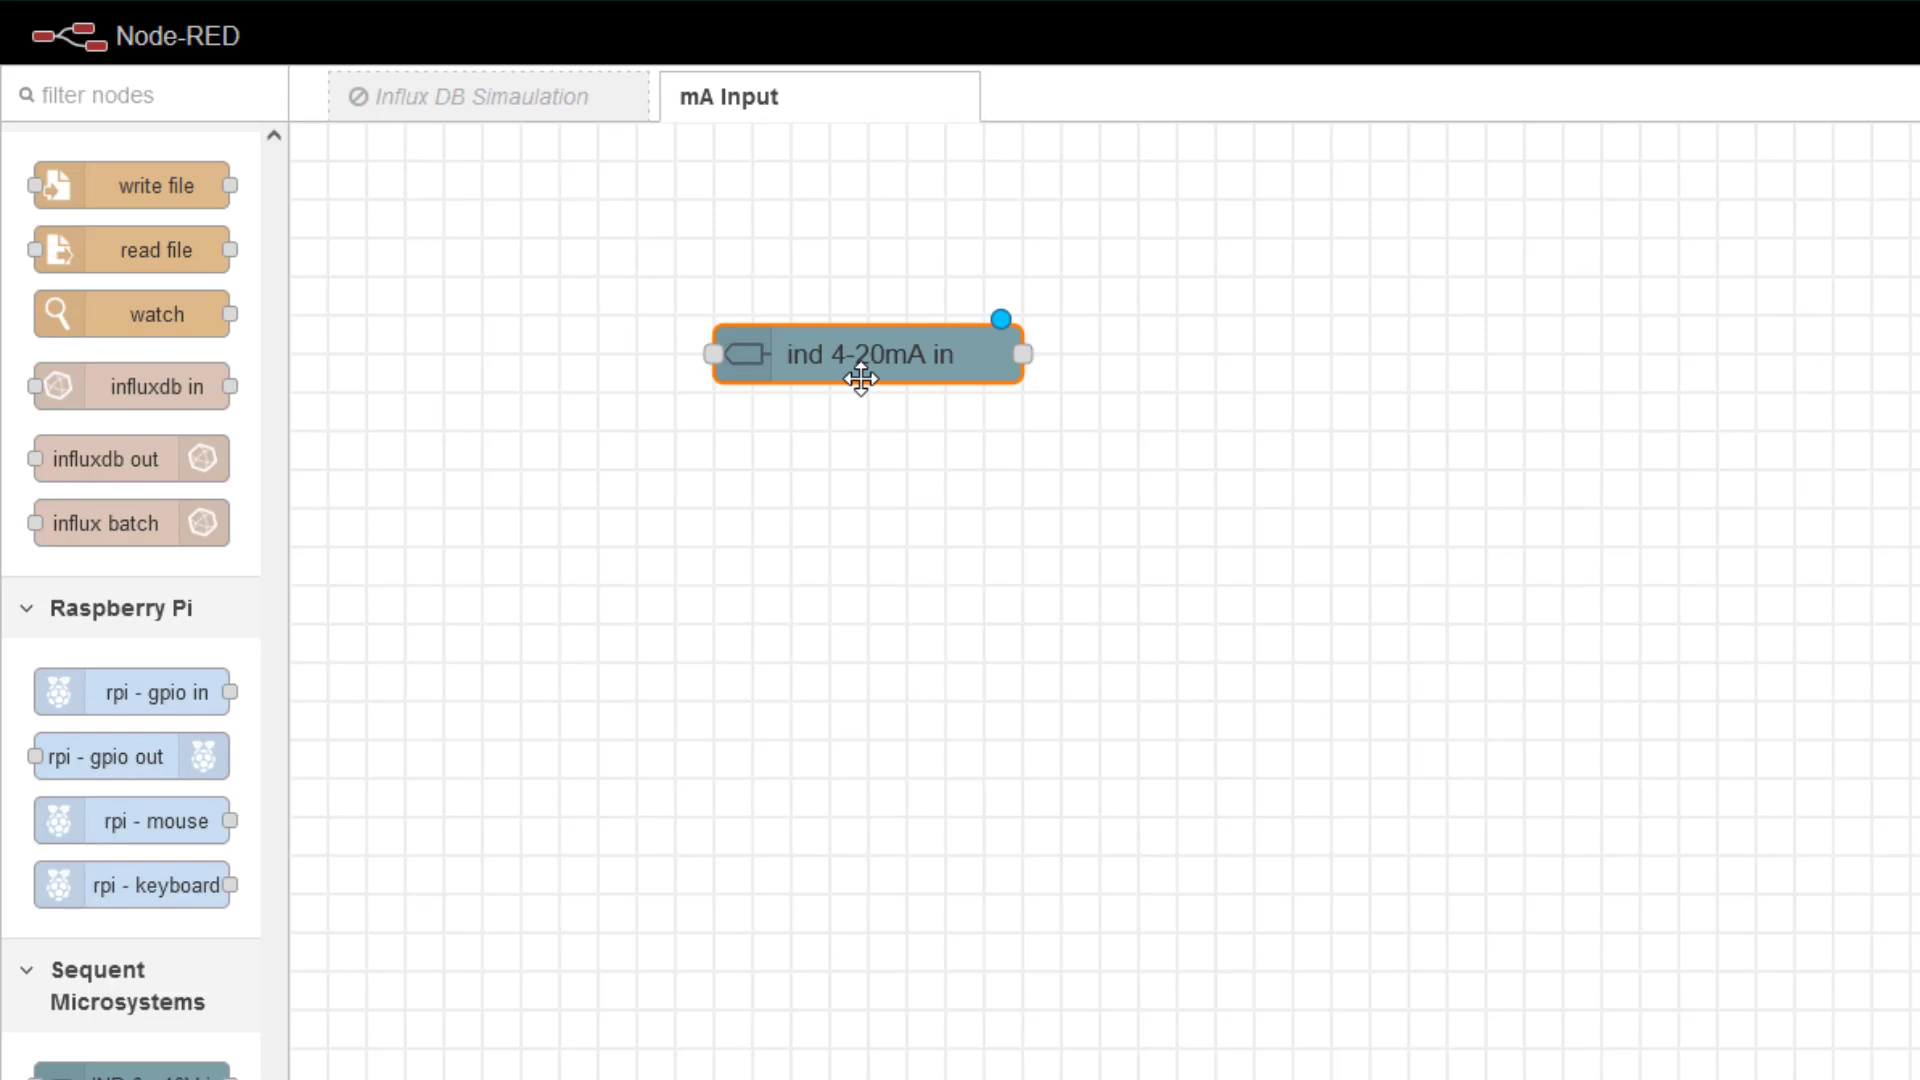 Node-RED
filter nodes
Influx DB Simaulation
mA Input
write file
read file
watch
influxdb in
influxdb out
influx batch
Raspberry Pi
rpi - gpio in
rpi - gpio out
rpi - mouse
rpi - keyboard
Sequent
Microsystems
ind 4-20mA in